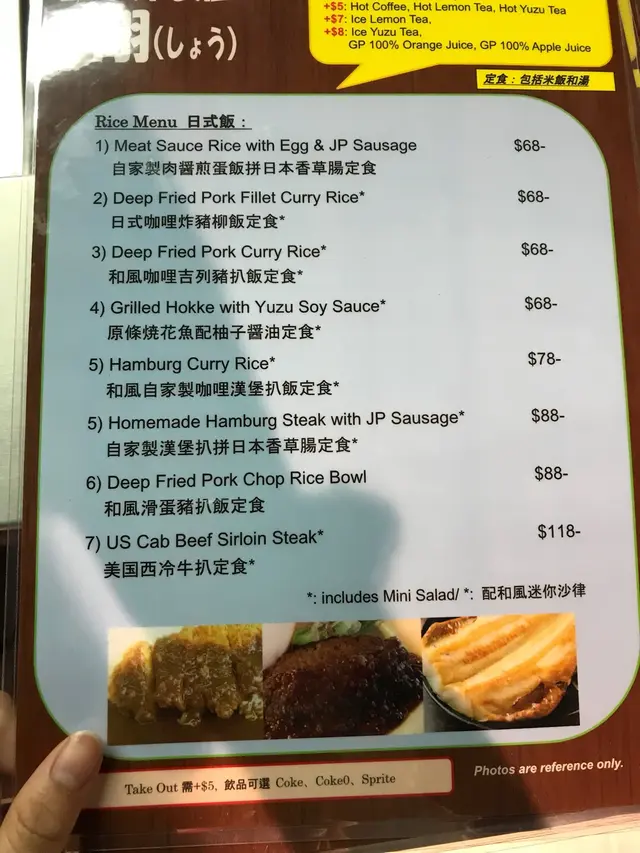 +$5: Hot Coffee, Hot Lemon Tea, Hot Yuzu Tea
+$7: Ice Lemon Tea,
+$8: Ice Yuzu Tea,
GP 100% Orange Juice, GP 100% Apple Juice
(しょう)
定食：包括米飯和湯
Rice Menu 日式飯：
1) Meat Sauce Rice with Egg & JP Sausage $68-
自家製肉醬煎蛋飯拼日本香草腸定食
2) Deep Fried Pork Fillet Curry Rice* $68-
日式咖哩炸豬柳飯定食*
3) Deep Fried Pork Curry Rice* $68-
和風咖哩吉列豬扒飯定食*
4) Grilled Hokke with Yuzu Soy Sauce* $68-
原條燒花魚配柚子醬油定食*
5) Hamburg Curry Rice* $78-
和風自家製咖哩漢堡扒飯定食*
5) Homemade Hamburg Steak with JP Sausage* $88-
自家製漢堡扒拼日本香草腸定食*
6) Deep Fried Pork Chop Rice Bowl $88-
和風滑蛋豬扒飯定食
7) US Cab Beef Sirloin Steak* $118-
美国西冷牛扒定食*
*: includes Mini Salad/ *: 配和風迷你沙律
Take Out 需+$5, 飲品可選 Coke、Coke0、Sprite
Photos are reference only.